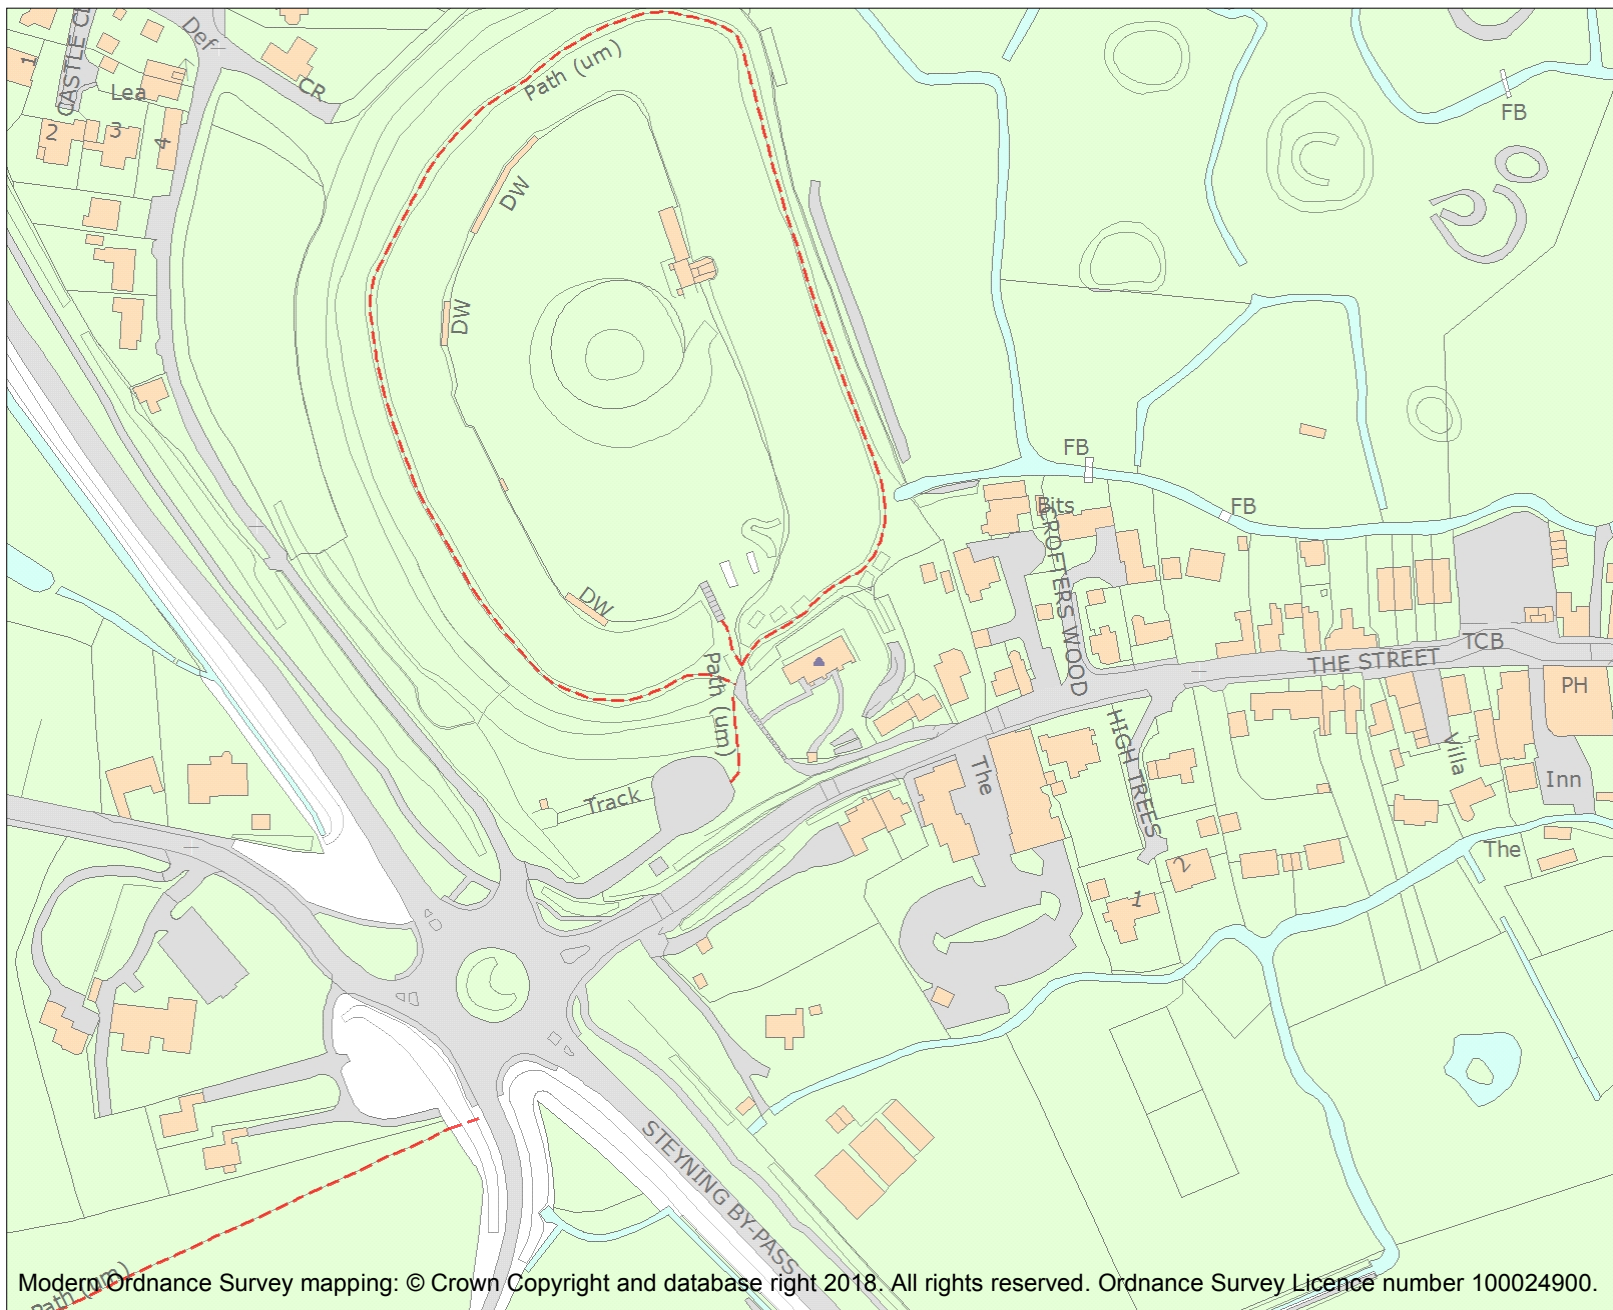 CASTLE CL
Def
1
CR
Lea
2
3
4
Path (um)
DW
DW
DW
FB
FB
FB
Bits
CROFTERS WOOD
THE STREET
TCB
PH
Path (um)
Track
The
HIGH TREES
Villa
Inn
The
2
1
STEYNING BY-PASS
Path (um)
Modern Ordnance Survey mapping: © Crown Copyright and database right 2018. All rights reserved. Ordnance Survey Licence number 100024900.